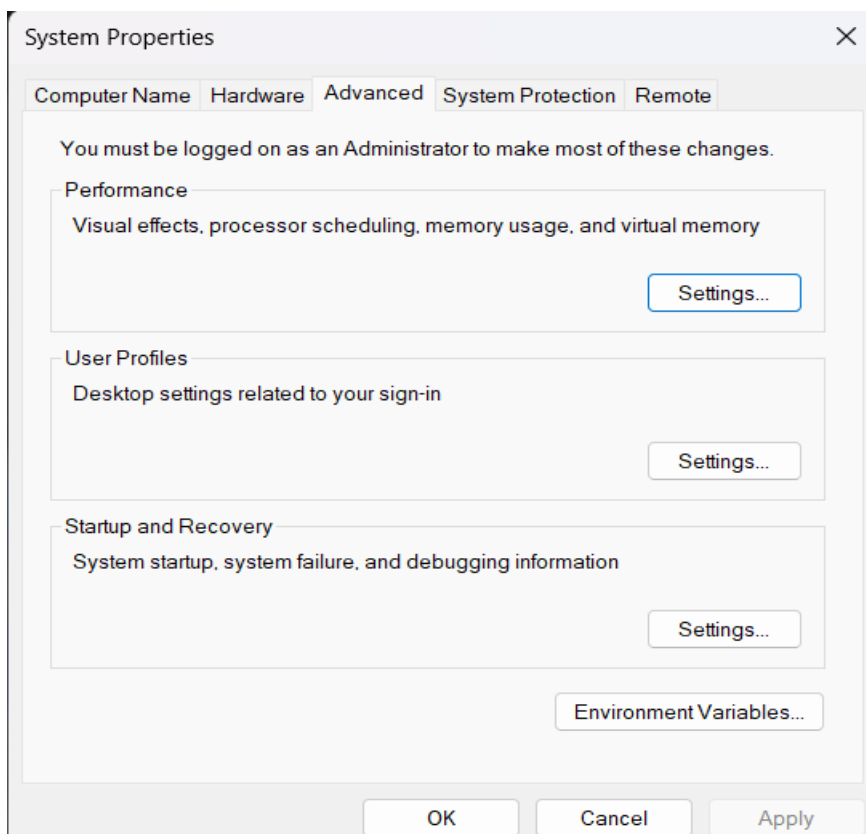 System Properties
Computer Name Hardware Advanced System Protection Remote
You must be logged on as an Administrator to make most of these changes.
Performance
Visual effects, processor scheduling, memory usage, and virtual memory
Settings...
User Profiles
Desktop settings related to your sign-in
Settings...
Startup and Recovery
System startup, system failure, and debugging information
Settings...
Environment Variables...
OK Cancel Apply